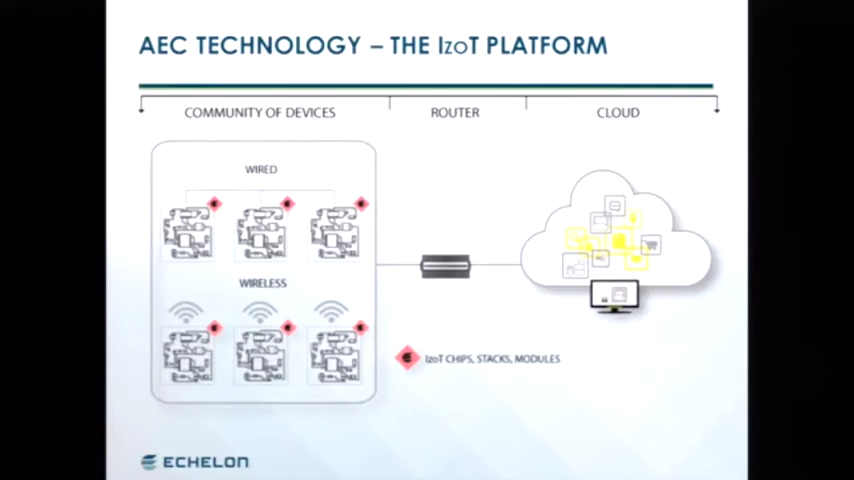 AEC TECHNOLOGY – THE IzoT PLATFORM
COMMUNITY OF DEVICES
ROUTER
CLOUD
WIRED
WIRELESS
IzoT CHIPS, STACKS, MODULES
ECHELON